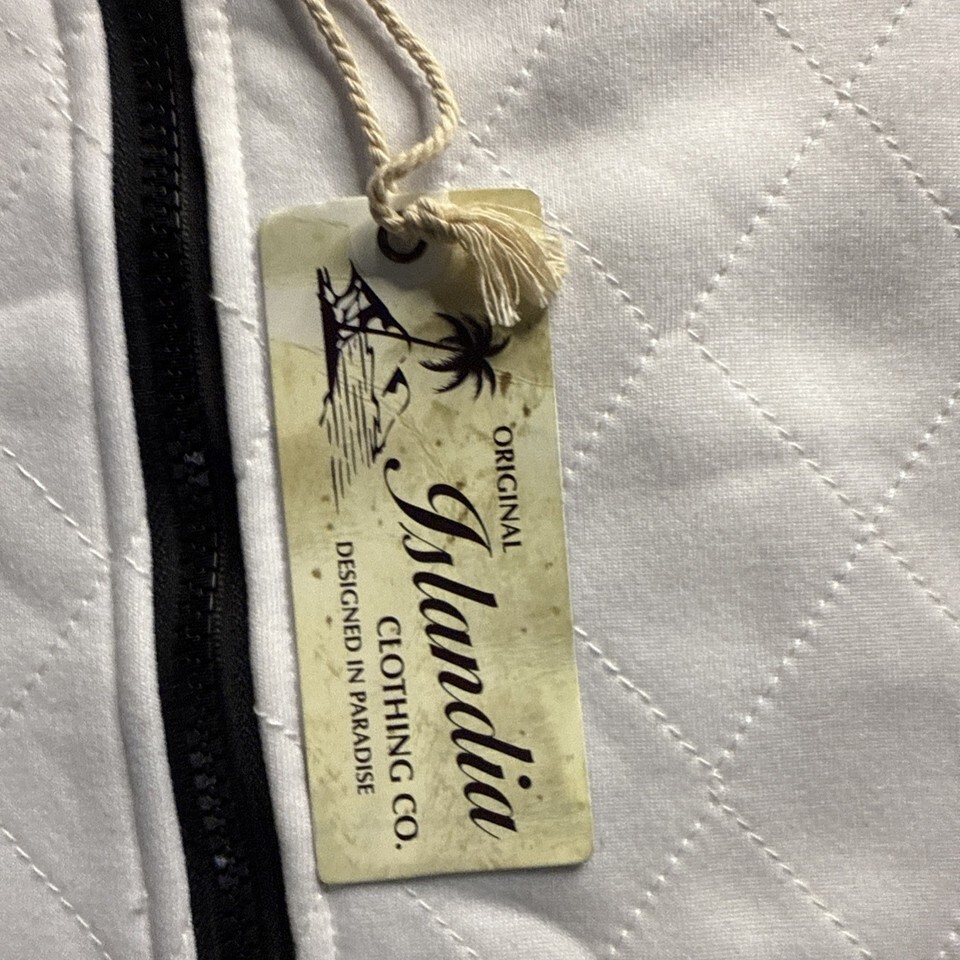 ORIGINAL
Islandia
CLOTHING CO.
DESIGNED IN PARADISE